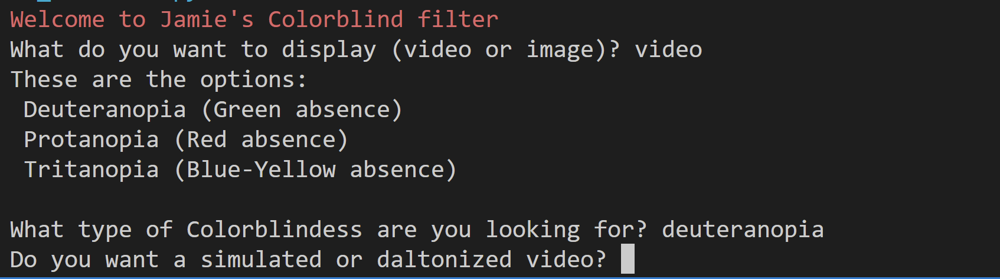 Welcome to Jamie's Colorblind filter
What do you want to display (video or image)? video
These are the options:
Deuteranopia (Green absence)
Protanopia (Red absence)
Tritanopia (Blue-Yellow absence)
What type of Colorblindess are you looking for? deuteranopia
Do you want a simulated or daltonized video?